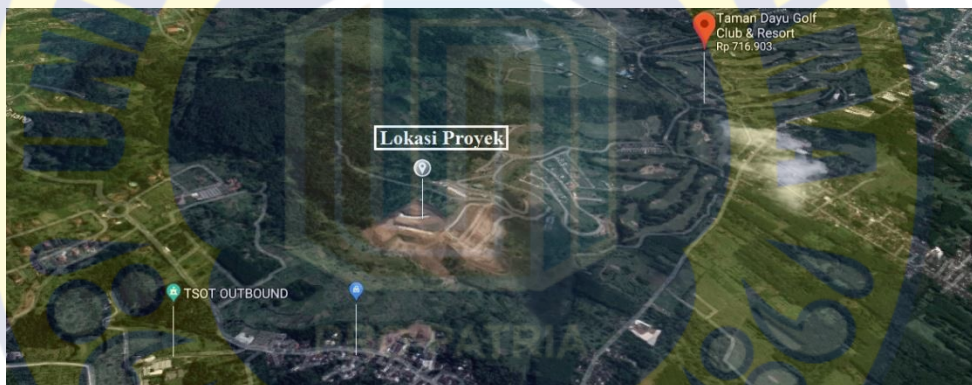 Taman Dayu Golf
Club & Resort
Rp 716.903
Lokasi Proyek
TSOT OUTBOUND
PATRIA